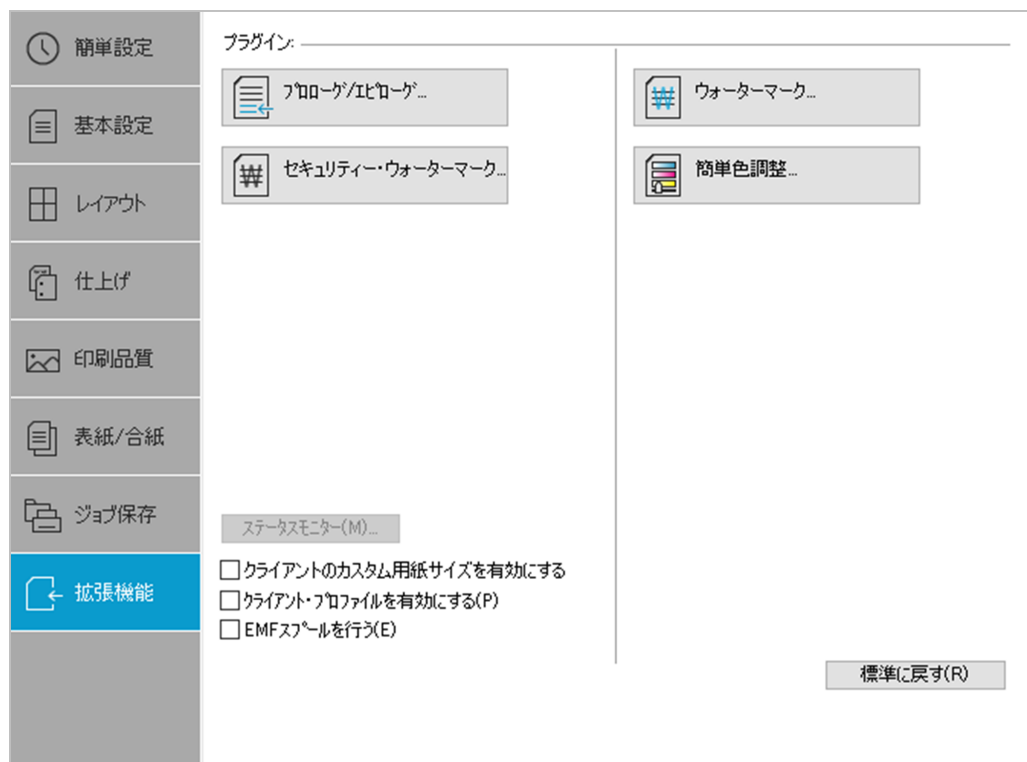 簡単設定
基本設定
レイアウト
仕上げ
印刷品質
表紙/合紙
ジョブ保存
拡張機能
プラグイン:
ﾌﾟﾛﾛｰｸﾞ/ｴﾋﾟﾛｰｸﾞ...
ウォーターマーク...
セキュリティー・ウォーターマーク...
簡単色調整...
ｽﾃｰﾀｽﾓﾆﾀｰ(M)...
クライアントのカスタム用紙サイズを有効にする
ｸﾗｲｱﾝﾄ・ﾌﾟﾛﾌｧｲﾙを有効にする(P)
EMFｽﾌﾟｰﾙを行う(E)
標準に戻す(R)